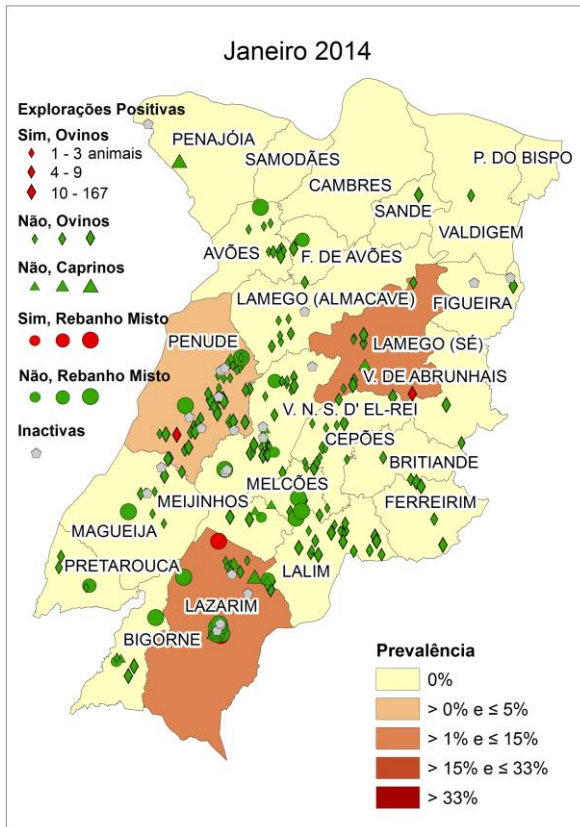 Janeiro 2014
Explorações Positivas
Sim, Ovinos
1 - 3 animais
4 - 9
10 - 167
Não, Ovinos
Não, Caprinos
Sim, Rebanho Misto
Não, Rebanho Misto
Inactivas
PENAJÓIA
SAMODÃES
CAMBRES
P. DO BISPO
SANDE
VALDIGEM
AVÕES
F. DE AVÕES
LAMEGO (ALMACAVE)
FIGUEIRA
PENUDE
LAMEGO (SÉ)
V. DE ABRUNHAIS
V. N. S. D' EL-REI
CEPÕES
BRITIANDE
MELCÕES
MEIJINHOS
FERREIRIM
MAGUEIJA
PRETAROUCA
LALIM
LAZARIM
BIGORNE
Prevalência
0%
> 0% e ≤ 5%
> 1% e ≤ 15%
> 15% e ≤ 33%
> 33%